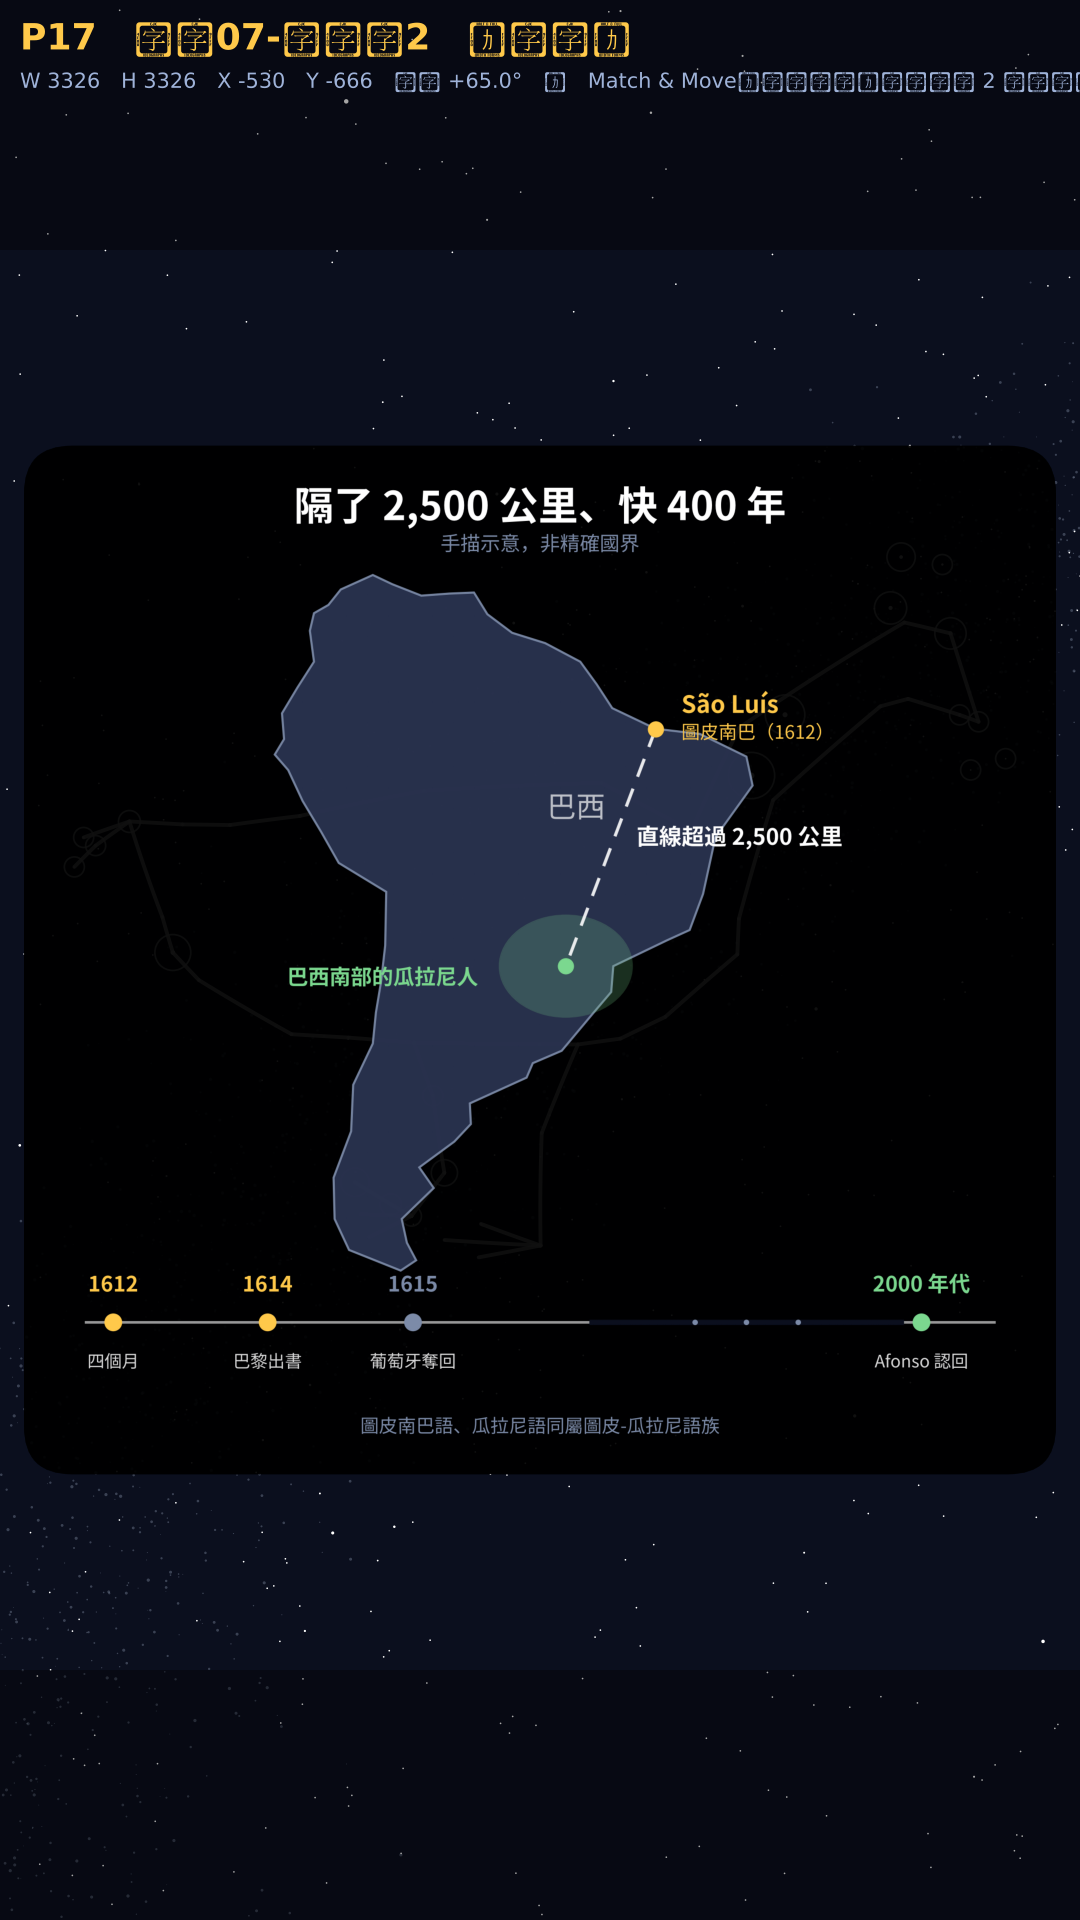 P17 07-2
W 3326 H 3326 X -530 Y -666 +65.0° Match & Move 2
隔了 2,500 公里、快 400 年
手描示意，非精確國界
São Luís
圖皮南巴（1612）
巴西
直線超過 2,500 公里
巴西南部的瓜拉尼人
1612 1614 1615 2000 年代
四個月 巴黎出書 葡萄牙奪回 Afonso 認回
圖皮南巴語、瓜拉尼語同屬圖皮-瓜拉尼語族